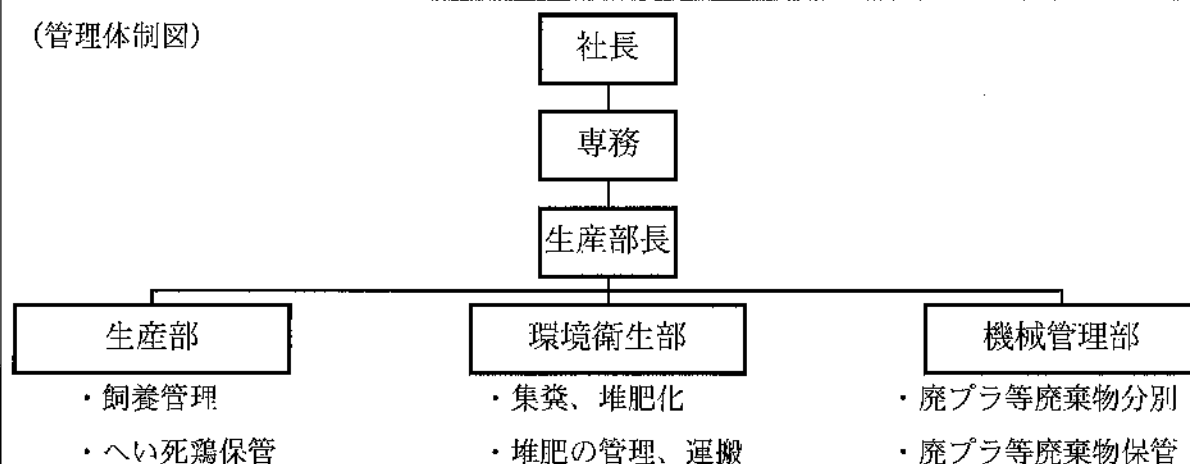 (管理体制図)
社長
専務
生産部長
生産部
環境衛生部
機械管理部
・飼養管理
・集糞、堆肥化
・廃プラ等廃棄物分別
・へい死鶏保管
・堆肥の管理、運搬
・廃プラ等廃棄物保管